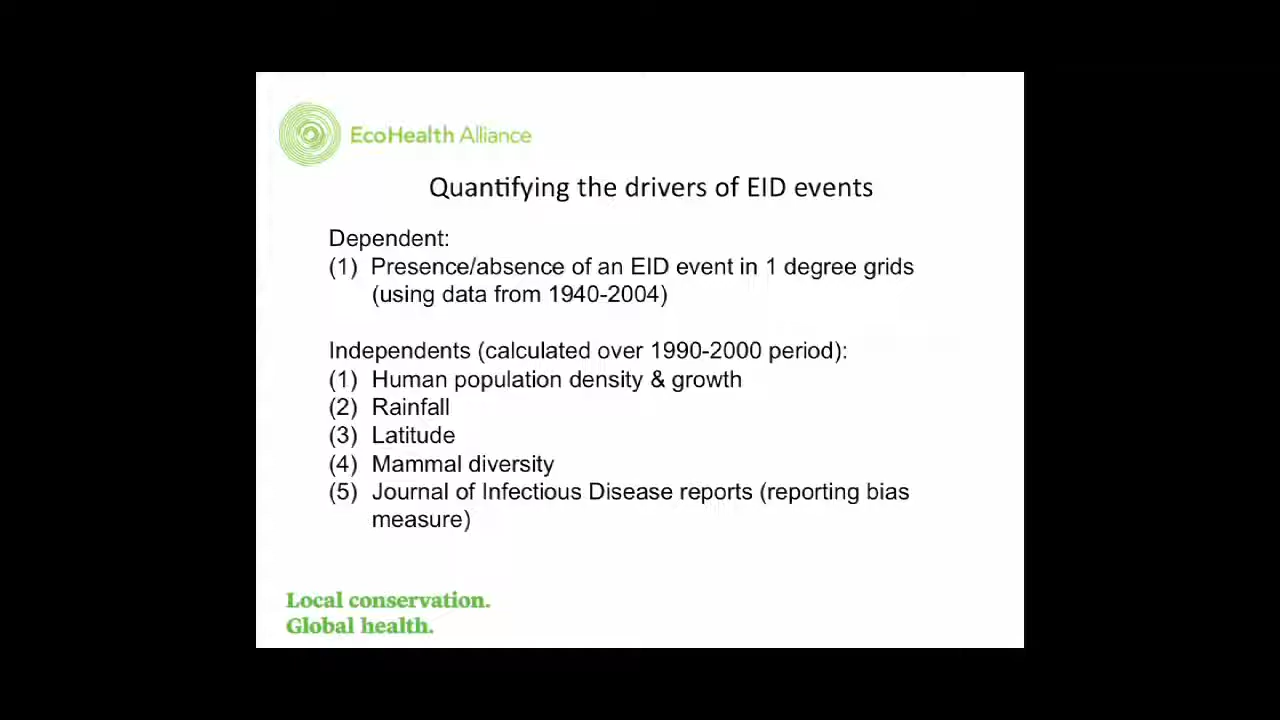 EcoHealth Alliance
Quantifying the drivers of EID events
Dependent:
(1) Presence/absence of an EID event in 1 degree grids
(using data from 1940-2004)
Independents (calculated over 1990-2000 period):
(1) Human population density & growth
(2) Rainfall
(3) Latitude
(4) Mammal diversity
(5) Journal of Infectious Disease reports (reporting bias
measure)
Local conservation.
Global health.